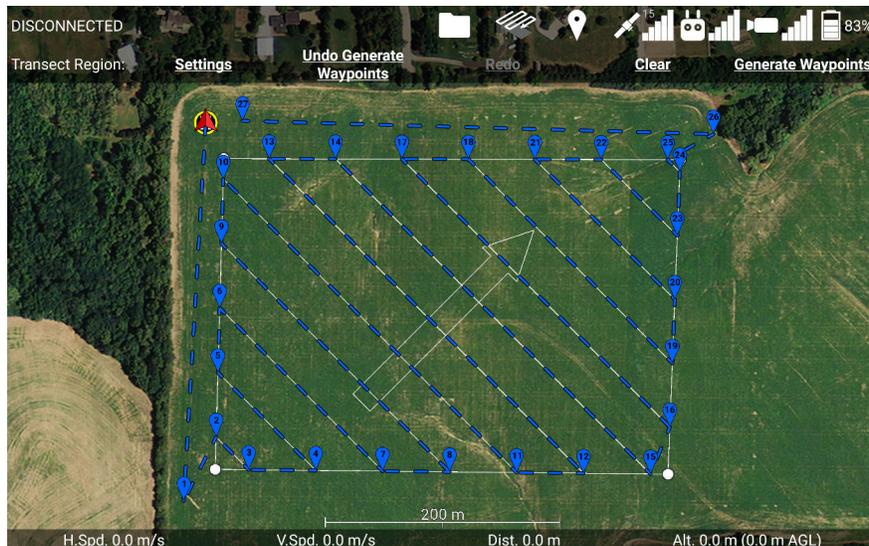 DISCONNECTED
15
83%
Transect Region:
Settings
Undo Generate
Waypoints
Redo
Clear
Generate Waypoints
27
26
13
14
17
18
21
22
25
24
10
9
23
6
20
5
19
2
16
3
4
7
8
11
12
15
1
200 m
H.Spd. 0.0 m/s
V.Spd. 0.0 m/s
Dist. 0.0 m
Alt. 0.0 m (0.0 m AGL)